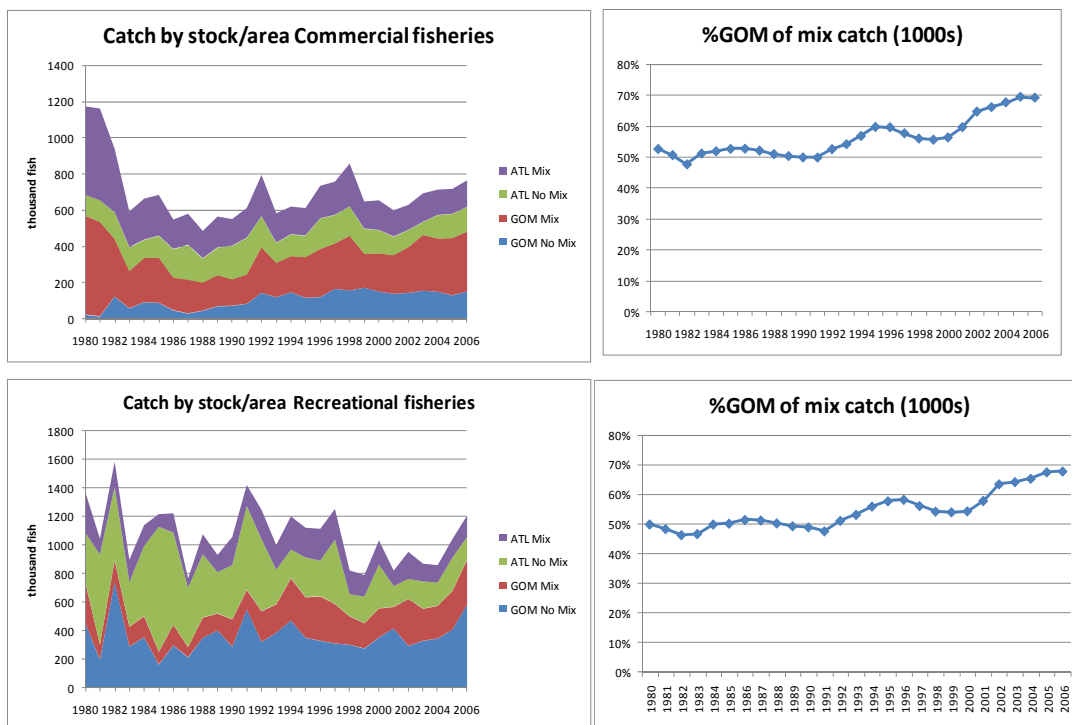 Catch by stock/area Commercial fisheries
1400
1200
1000
800
600
400
200
0
thousand fish
1980 1982 1984 1986 1988 1990 1992 1994 1996 1998 2000 2002 2004 2006
ATL Mix
ATL No Mix
GOM Mix
GOM No Mix
%GOM of mix catch (1000s)
80%
70%
60%
50%
40%
30%
20%
10%
0%
1980 1982 1984 1986 1988 1990 1992 1994 1996 1998 2000 2002 2004 2006
Catch by stock/area Recreational fisheries
1800
1600
1400
1200
1000
800
600
400
200
0
thousand fish
1980 1982 1984 1986 1988 1990 1992 1994 1996 1998 2000 2002 2004 2006
ATL Mix
ATL No Mix
GOM Mix
GOM No Mix
%GOM of mix catch (1000s)
80%
70%
60%
50%
40%
30%
20%
10%
0%
1980 1981 1982 1983 1984 1985 1986 1987 1988 1989 1990 1991 1992 1993 1994 1995 1996 1997 1998 1999 2000 2001 2002 2003 2004 2005 2006